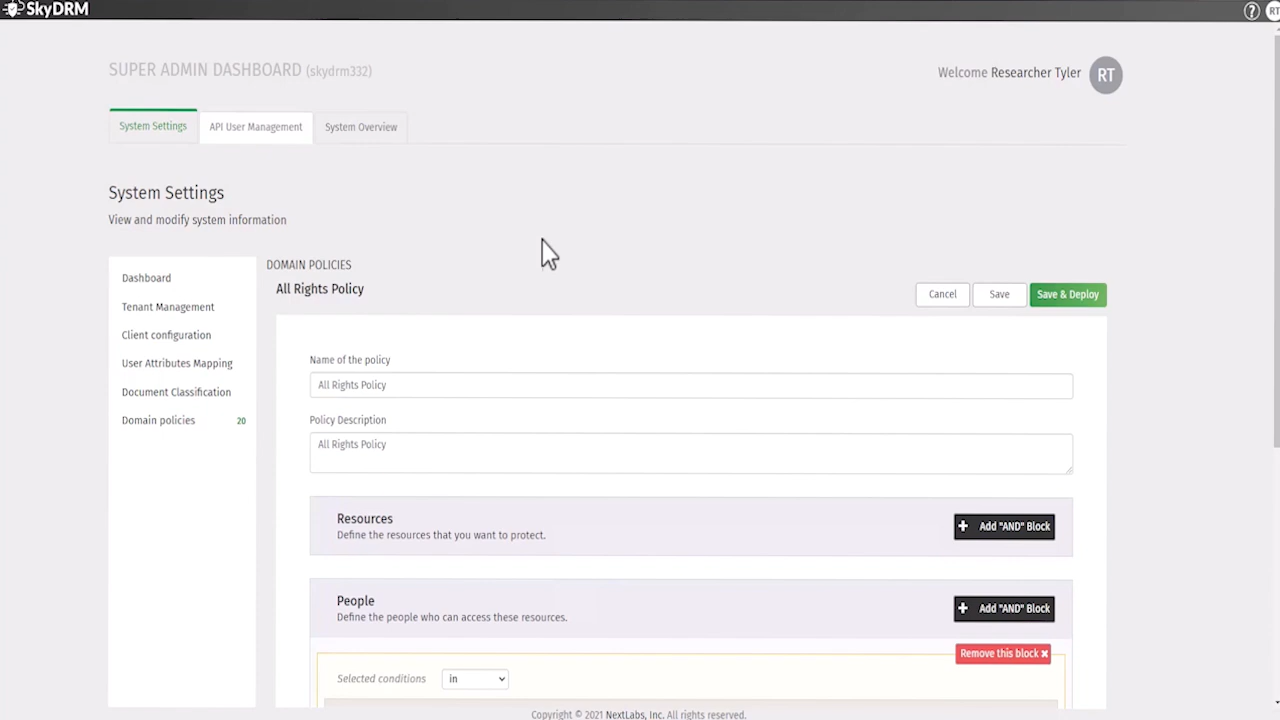 SkyDRM
? RT
SUPER ADMIN DASHBOARD (skydrm332)
Welcome Researcher Tyler RT
System Settings API User Management System Overview
System Settings
View and modify system information
Dashboard
Tenant Management
Client configuration
User Attributes Mapping
Document Classification
Domain policies 20
DOMAIN POLICIES
All Rights Policy
Cancel Save Save & Deploy
Name of the policy
All Rights Policy
Policy Description
All Rights Policy
Resources
Define the resources that you want to protect.
+ Add "AND" Block
People
Define the people who can access these resources.
+ Add "AND" Block
Remove this block ✖
Selected conditions in
Copyright © 2021 NextLabs, Inc. All rights reserved.